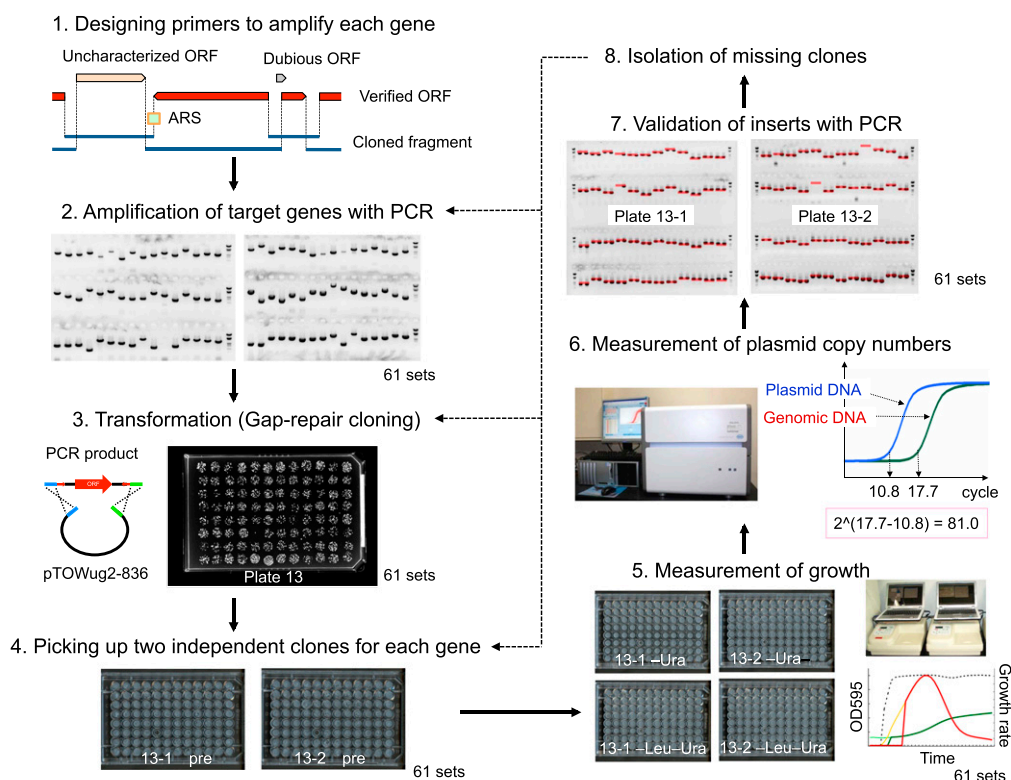 1. Designing primers to amplify each gene
Uncharacterized ORF
Dubious ORF
Verified ORF
ARS
Cloned fragment
2. Amplification of target genes with PCR
61 sets
3. Transformation (Gap-repair cloning)
PCR product
ORF
pTOWug2-836
Plate 13
61 sets
4. Picking up two independent clones for each gene
13-1 pre
13-2 pre
61 sets
5. Measurement of growth
13-1 –Ura
13-2 –Ura
13-1 –Leu–Ura
13-2 –Leu–Ura
OD595
Growth rate
Time
61 sets
6. Measurement of plasmid copy numbers
Plasmid DNA
Genomic DNA
10.8
17.7
cycle
2^(17.7-10.8) = 81.0
7. Validation of inserts with PCR
Plate 13-1
Plate 13-2
61 sets
8. Isolation of missing clones